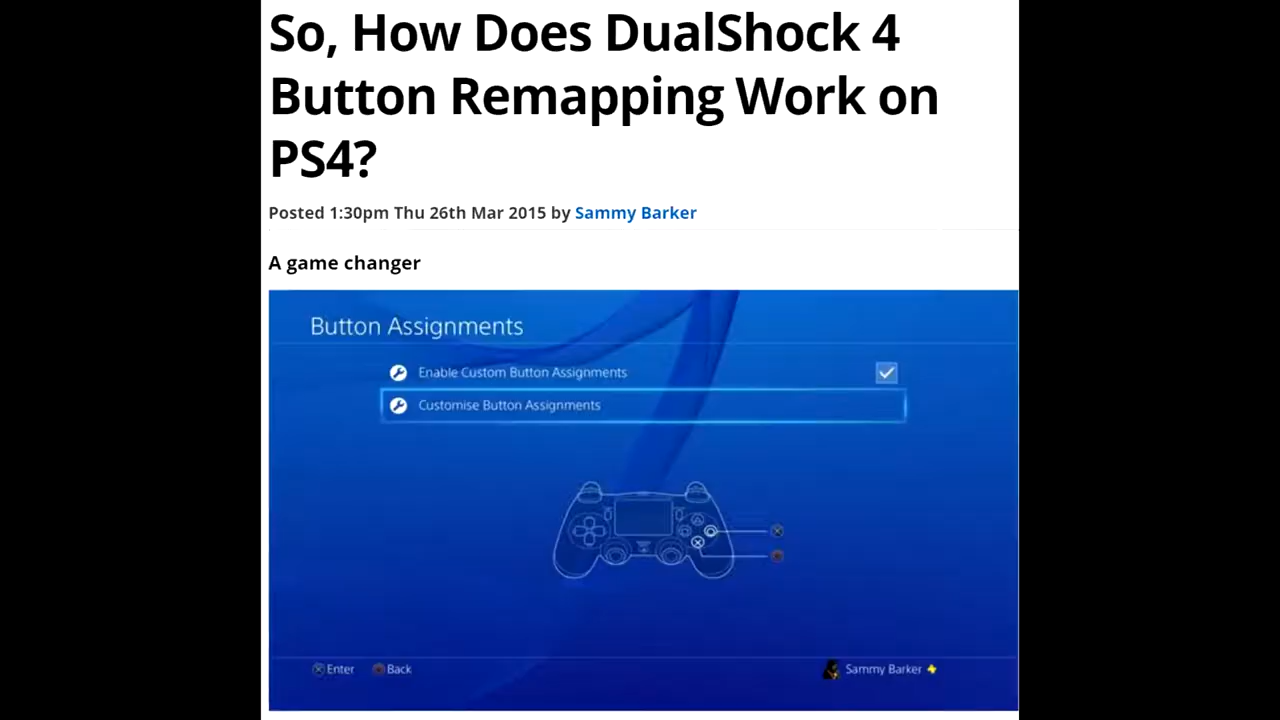 So, How Does DualShock 4
Button Remapping Work on
PS4?
Posted 1:30pm Thu 26th Mar 2015 by Sammy Barker
A game changer
Button Assignments
Enable Custom Button Assignments
Customise Button Assignments
Enter Back Sammy Barker